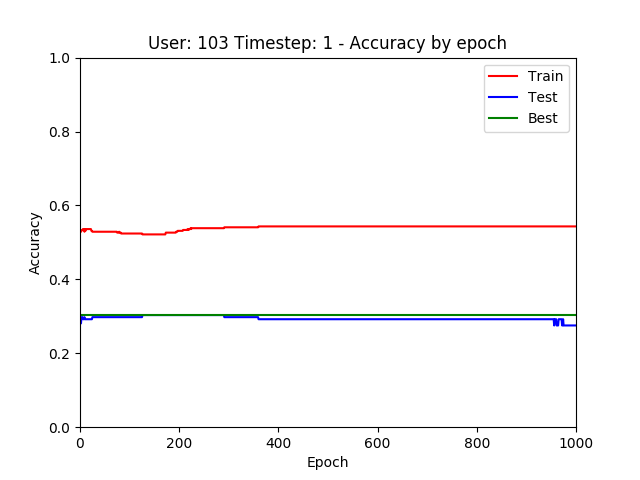 User: 103 Timestep: 1 - Accuracy by epoch
1.0
Train
Test
Best
0.8
0.6
Accuracy
0.4
0.2
0.0
0 200 400 600 800 1000
Epoch